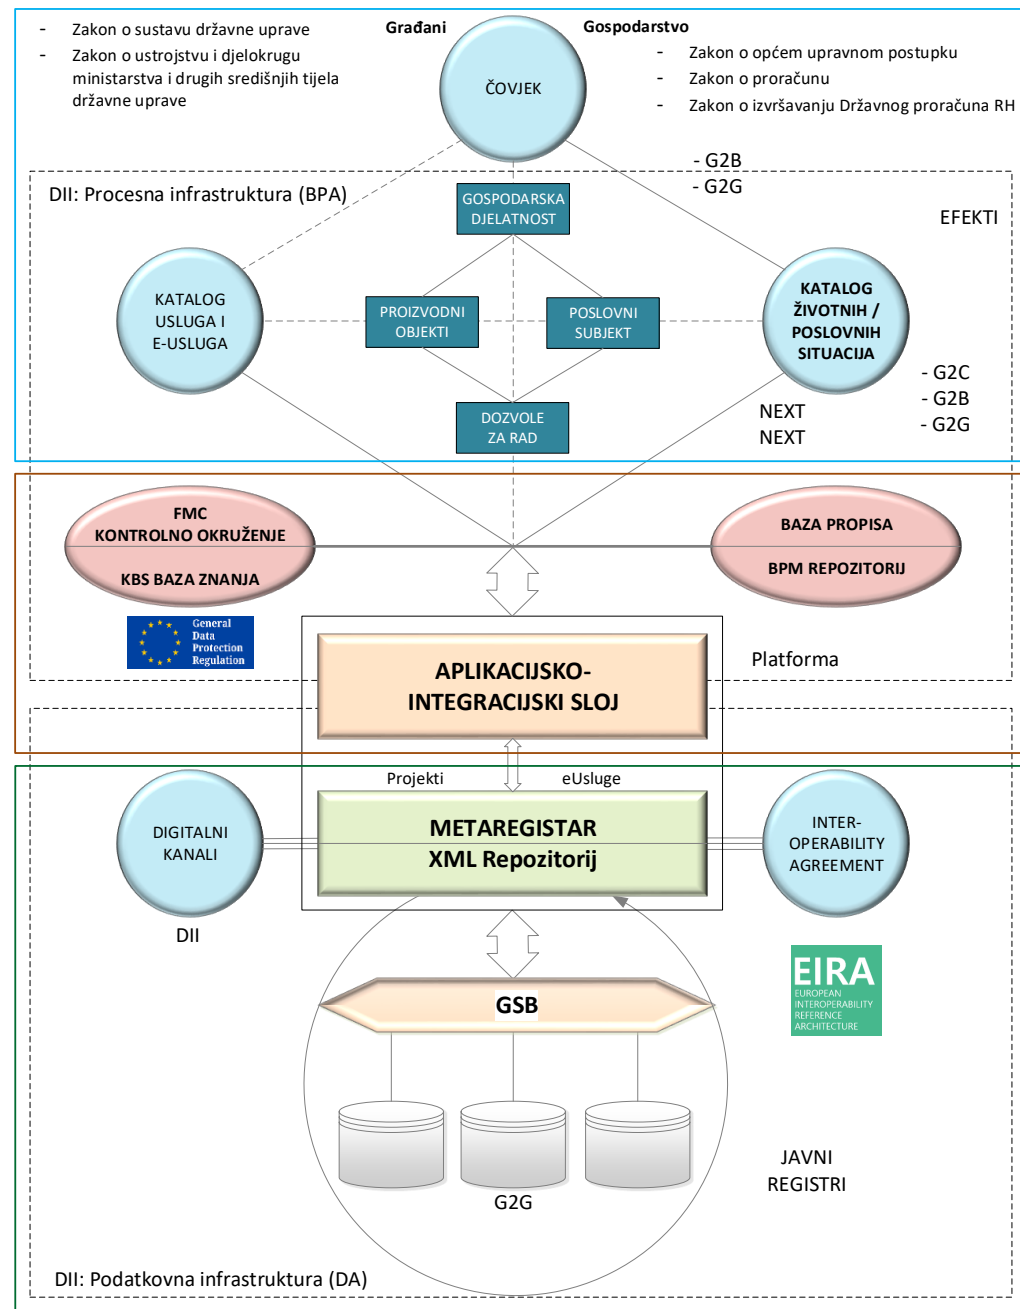 - Zakon o sustavu državne uprave
- Zakon o ustrojstvu i djelokrugu
ministarstva i drugih središnjih tijela
državne uprave
Građani
Gospodarstvo
- Zakon o općem upravnom postupku
- Zakon o proračunu
- Zakon o izvršavanju Državnog proračuna RH
ČOVJEK
- G2B
- G2G
DII: Procesna infrastruktura (BPA)
EFEKTI
GOSPODARSKA
DJELATNOST
KATALOG
USLUGA I
E-USLUGA
PROIZVODNI
OBJEKTI
POSLOVNI
SUBJEKT
KATALOG
ŽIVOTNIH /
POSLOVNIH
SITUACIJA
DOZVOLE
ZA RAD
NEXT
NEXT
- G2C
- G2B
- G2G
FMC
KONTROLNO OKRUŽENJE
KBS BAZA ZNANJA
BAZA PROPISA
BPM REPOZITORIJ
General
Data
Protection
Regulation
Platforma
APLIKACIJSKO-
INTEGRACIJSKI SLOJ
Projekti
eUsluge
DIGITALNI
KANALI
METAREGISTAR
XML Repozitorij
INTER-
OPERABILITY
AGREEMENT
DII
EIRA
EUROPEAN
INTEROPERABILITY
REFERENCE
ARCHITECTURE
GSB
G2G
JAVNI
REGISTRI
DII: Podatkovna infrastruktura (DA)